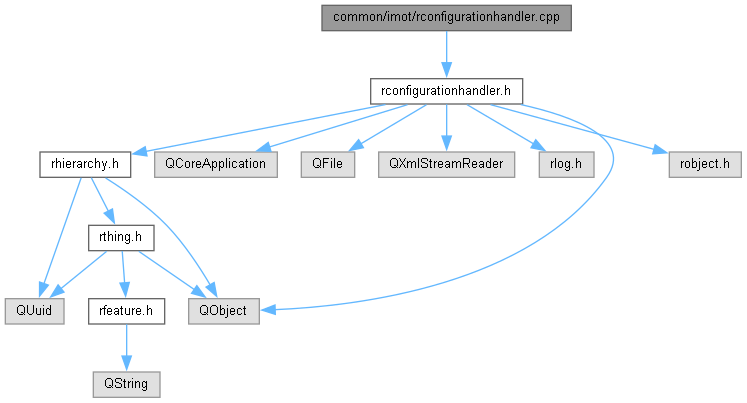 common/imot/rconfigurationhandler.cpp
rconfigurationhandler.h
rhierarchy.h
QCoreApplication
QFile
QXmlStreamReader
rlog.h
robject.h
rthing.h
QUuid
rfeature.h
QObject
QString